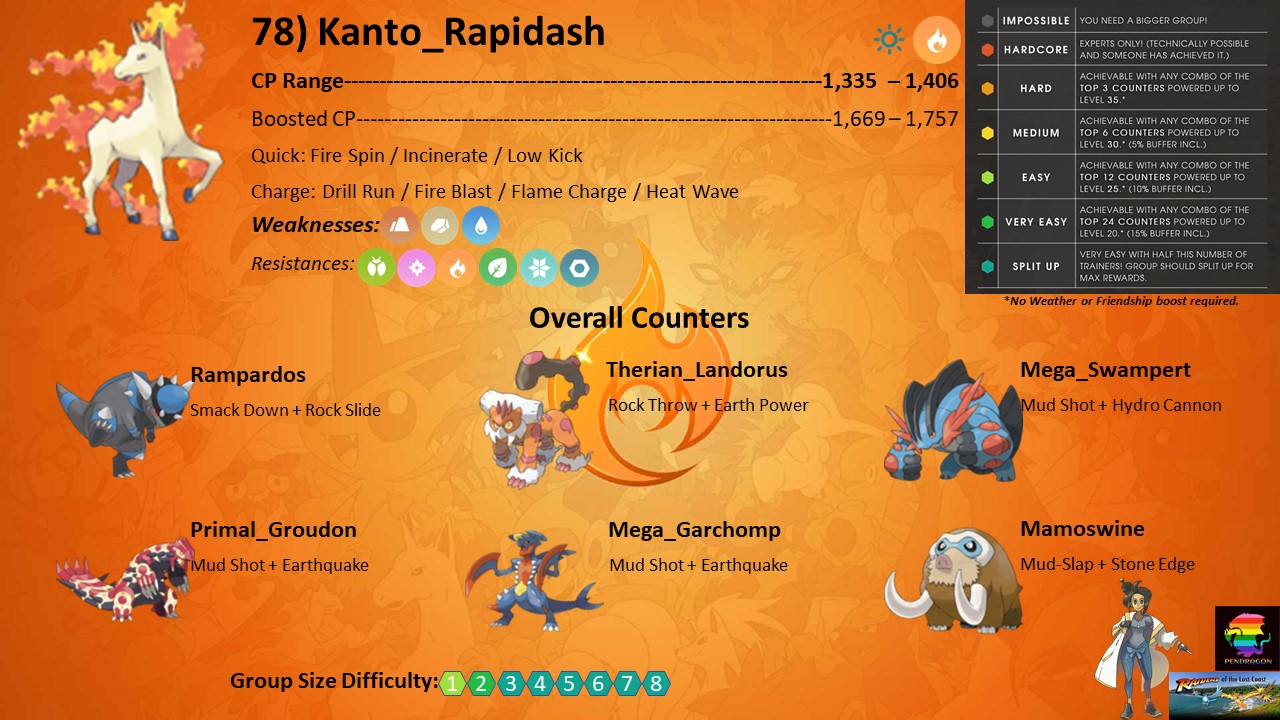 78) Kanto_Rapidash
CP Range--------------------------------------------------------------------1,335 – 1,406
Boosted CP--------------------------------------------------------------------1,669 – 1,757
Quick: Fire Spin / Incinerate / Low Kick
Charge: Drill Run / Fire Blast / Flame Charge / Heat Wave
Weaknesses:
Resistances:
IMPOSSIBLE YOU NEED A BIGGER GROUP!
HARDCORE EXPERTS ONLY! (TECHNICALLY POSSIBLE
AND SOMEONE HAS ACHIEVED IT.)
HARD ACHIEVABLE WITH ANY COMBO OF THE
TOP 3 COUNTERS POWERED UP TO
LEVEL 35.*
MEDIUM ACHIEVABLE WITH ANY COMBO OF THE
TOP 6 COUNTERS POWERED UP TO
LEVEL 30.* (5% BUFFER INCL.)
EASY ACHIEVABLE WITH ANY COMBO OF THE
TOP 12 COUNTERS POWERED UP TO
LEVEL 25.* (10% BUFFER INCL.)
VERY EASY ACHIEVABLE WITH ANY COMBO OF THE
TOP 24 COUNTERS POWERED UP TO
LEVEL 20.* (15% BUFFER INCL.)
SPLIT UP VERY EASY WITH HALF THIS NUMBER OF
TRAINERS! GROUP SHOULD SPLIT UP FOR
MAX REWARDS.
*No Weather or Friendship boost required.
Overall Counters
Rampardos
Smack Down + Rock Slide
Therian_Landorus
Rock Throw + Earth Power
Mega_Swampert
Mud Shot + Hydro Cannon
Primal_Groudon
Mud Shot + Earthquake
Mega_Garchomp
Mud Shot + Earthquake
Mamoswine
Mud-Slap + Stone Edge
Group Size Difficulty: 1 2 3 4 5 6 7 8
PENDRAGON
RAIDERS of the Lost Coast